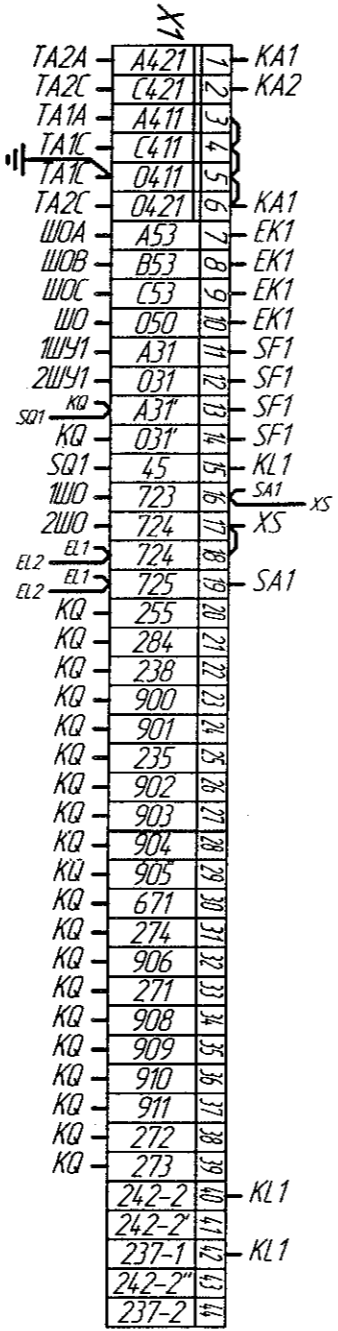 X1
TA2A A421 1 KA1
TA2C C421 2 KA2
TA1A A411 3
TA1C C411 4
TA1C 0411 5
TA2C 0421 6 KA1
ШОА A53 7 EK1
ШОВ B53 8 EK1
ШОС C53 9 EK1
ШО 050 10 EK1
1ШУ1 A31 11 SF1
2ШУ1 031 12 SF1
KQ SQ1 A31' 13 SF1
KQ 031' 14 SF1
SQ1 45 15 KL1
1ШО 723 16 SA1 XS
2ШО 724 17 XS
EL1 EL2 724 18
EL1 EL2 725 19 SA1
KQ 255 20
KQ 284 21
KQ 238 22
KQ 900 23
KQ 901 24
KQ 235 25
KQ 902 26
KQ 903 27
KQ 904 28
KQ 905 29
KQ 671 30
KQ 274 31
KQ 906 32
KQ 271 33
KQ 908 34
KQ 909 35
KQ 910 36
KQ 911 37
KQ 272 38
KQ 273 39
242-2 40 KL1
242-2' 41
237-1 42 KL1
242-2" 43
237-2 44